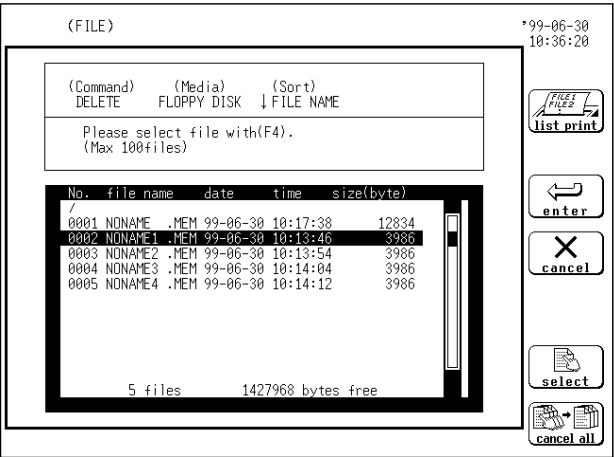 (FILE)
'99-06-30
10:36:20
(Command) (Media) (Sort)
DELETE FLOPPY DISK ↓FILE NAME
Please select file with(F4).
(Max 100files)
No. file name date time size(byte)
/
0001 NONAME .MEM 99-06-30 10:17:38 12834
0002 NONAME1 .MEM 99-06-30 10:13:46 3986
0003 NONAME2 .MEM 99-06-30 10:13:54 3986
0004 NONAME3 .MEM 99-06-30 10:14:04 3986
0005 NONAME4 .MEM 99-06-30 10:14:12 3986
5 files 1427968 bytes free
FILE1
FILE2
list print
enter
cancel
select
cancel all